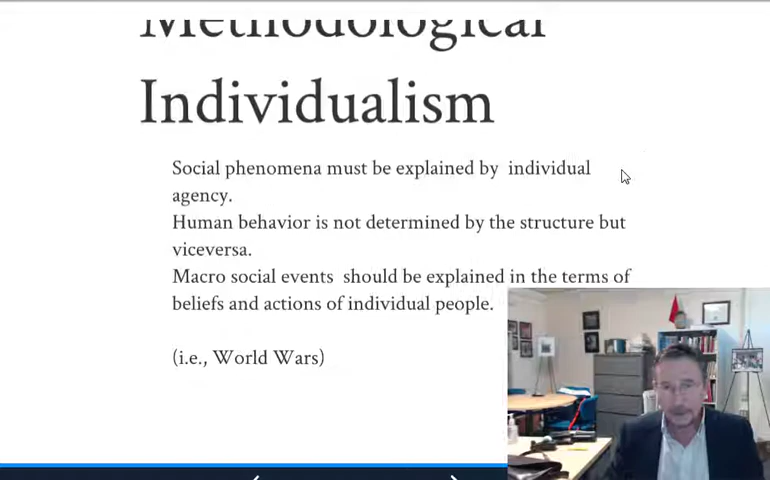 Methodological
Individualism
Social phenomena must be explained by individual
agency.
Human behavior is not determined by the structure but
viceversa.
Macro social events should be explained in the terms of
beliefs and actions of individual people.
(i.e., World Wars)